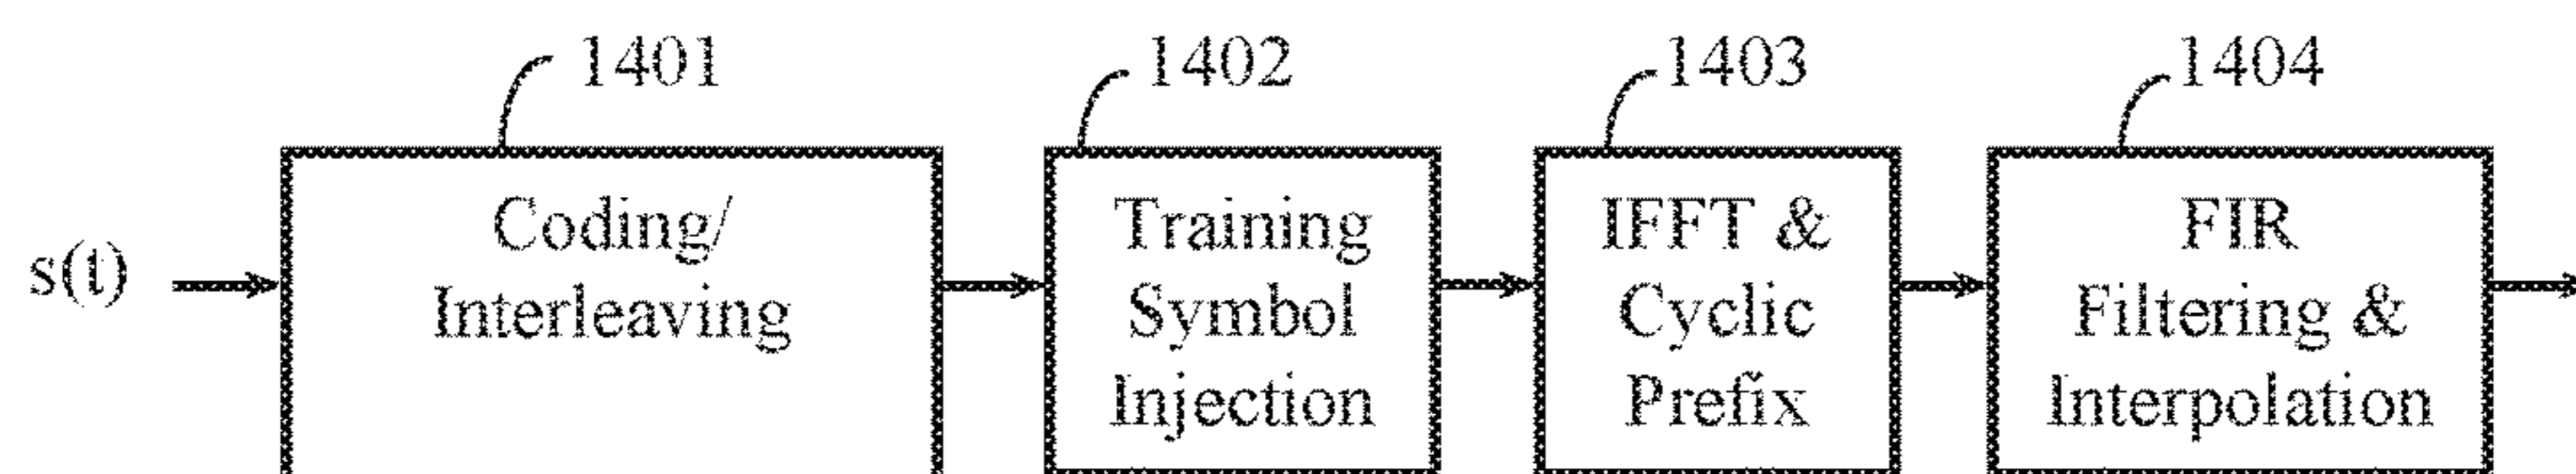 1401
1402
1403
1404
s(t)
Coding/
Interleaving
Training
Symbol
Injection
IFFT &
Cyclic
Prefix
FIR
Filtering &
Interpolation